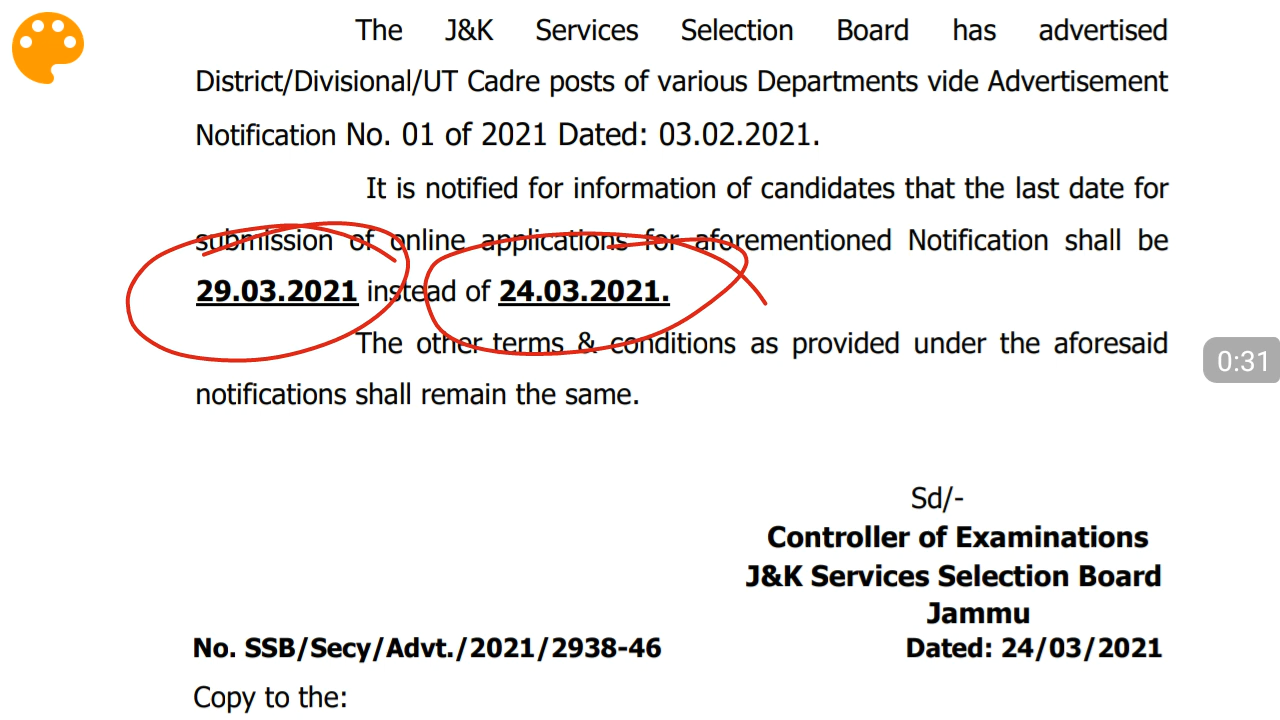 The J&K Services Selection Board has advertised
District/Divisional/UT Cadre posts of various Departments vide Advertisement
Notification No. 01 of 2021 Dated: 03.02.2021.
It is notified for information of candidates that the last date for
submission of online applications for aforementioned Notification shall be
29.03.2021 instead of 24.03.2021.
The other terms & conditions as provided under the aforesaid
notifications shall remain the same.
0:31
Sd/-
Controller of Examinations
J&K Services Selection Board
Jammu
No. SSB/Secy/Advt./2021/2938-46 Dated: 24/03/2021
Copy to the: